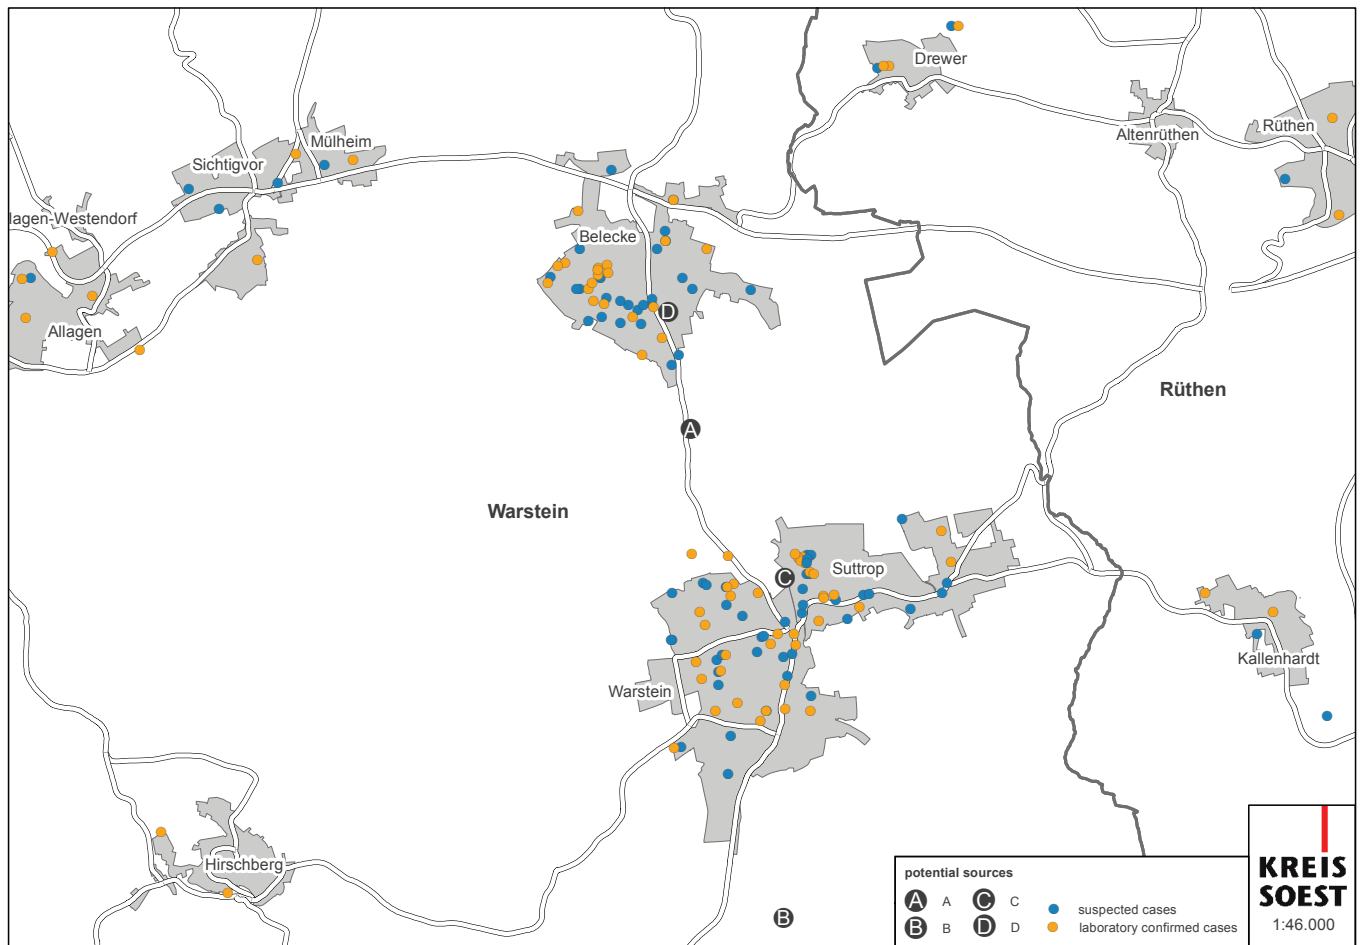 Drewer
Rüthen
Altenrüthen
Mülheim
Sichtigvor
lagen-Westendorf
Belecke
D
Allagen
Rüthen
A
Warstein
C
Suttrop
Kallenhardt
Warstein
Hirschberg
B
potential sources
A A C C
B B D D
suspected cases
laboratory confirmed cases
KREIS
SOEST
1:46.000